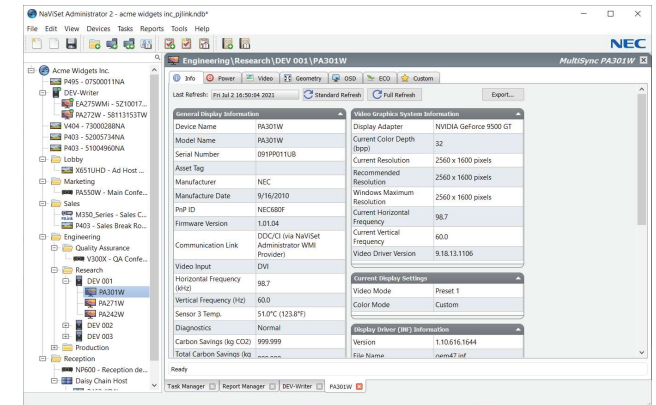 NaViSet Administrator 2 - acme widgets inc_pjlink.ndb*
File Edit View Devices Tasks Reports Tools Help
NEC
Engineering\Research\DEV 001\PA301W
MultiSync PA301W
Acme Widgets Inc.
P495 - 07S00011NA
DEV-Writer
PA275WMi - 5Z10017...
PA272W - 58113153TW
V404 - 73000288NA
P403 - 52005734NA
P403 - 51004960NA
Lobby
X651UHD - Ad Host ...
Marketing
PA550W - Main Confe...
Sales
M350_Series - Sales C...
P403 - Sales Break Ro...
Engineering
Quality Assurance
V300X - QA Confe...
Research
DEV 001
PA301W
PA271W
PA242W
DEV 002
DEV 003
Production
Reception
NP600 - Reception de...
Daisy Chain Host
Info Power Video Geometry OSD ECO Custom
Last Refresh: Fri Jul 2 16:50:04 2021 Standard Refresh Full Refresh Export...
General Display Information
Device Name PA301W
Model Name PA301W
Serial Number 091PP011UB
Asset Tag
Manufacturer NEC
Manufacture Date 9/16/2010
PnP ID NEC680F
Firmware Version 1.01.04
Communication Link DDC/CI (via NaViSet
Administrator WMI
Provider)
Video Input DVI
Horizontal Frequency
(kHz) 98.7
Vertical Frequency (Hz) 60.0
Sensor 3 Temp. 51.0°C (123.8°F)
Diagnostics Normal
Carbon Savings (kg CO2) 999.999
Total Carbon Savings (kg
Video Graphics System Information
Display Adapter NVIDIA GeForce 9500 GT
Current Color Depth
(bpp) 32
Current Resolution 2560 x 1600 pixels
Recommended
Resolution 2560 x 1600 pixels
Windows Maximum
Resolution 2560 x 1600 pixels
Current Horizontal
Frequency 98.7
Current Vertical
Frequency 60.0
Video Driver Version 9.18.13.1106
Current Display Settings
Video Mode Preset 1
Color Mode Custom
Display Driver (INF) Information
Version 1.10.616.1644
File Name oem47.inf
Ready
Task Manager Report Manager DEV-Writer PA301W